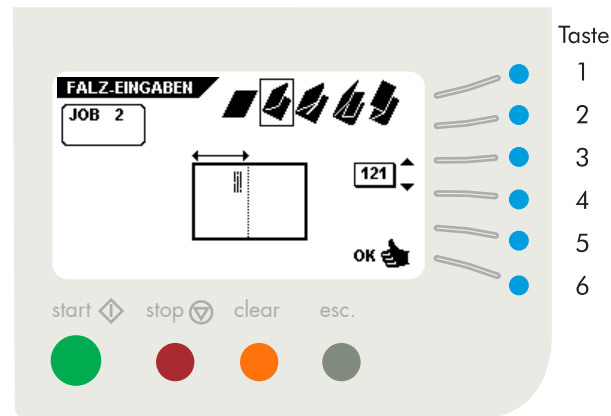 Taste
FALZ-EINGABEN
JOB 2
1
2
3
121
4
5
OK
6
start stop clear esc.